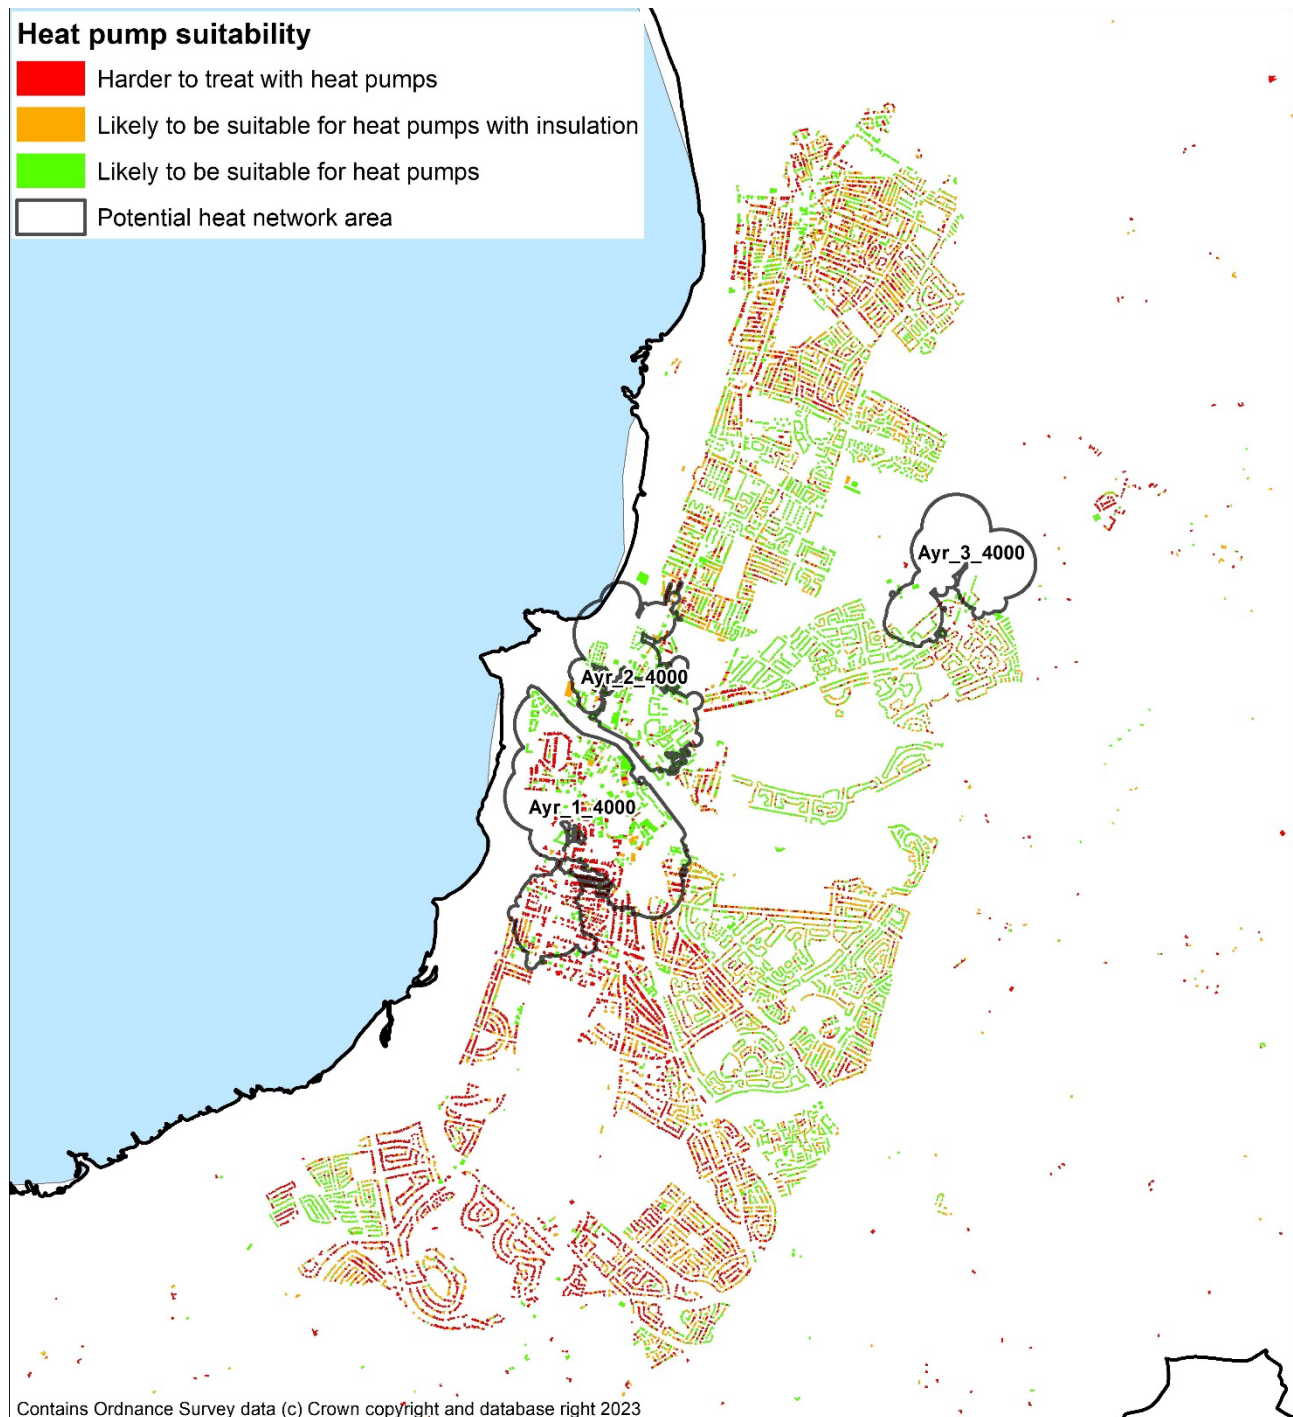 Heat pump suitability
Harder to treat with heat pumps
Likely to be suitable for heat pumps with insulation
Likely to be suitable for heat pumps
Potential heat network area
Ayr_3_4000
Ayr_2_4000
Ayr_1_4000
Contains Ordnance Survey data (c) Crown copyright and database right 2023